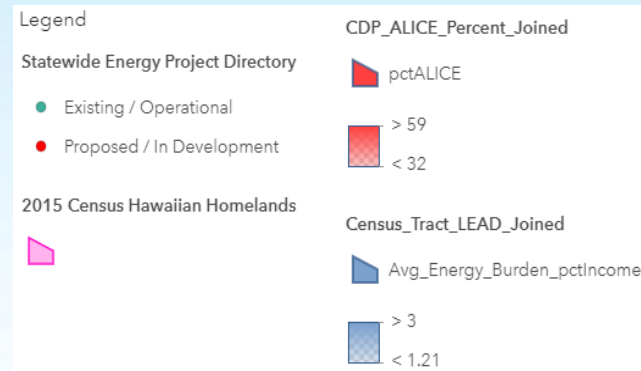 Legend
Statewide Energy Project Directory
Existing / Operational
Proposed / In Development
2015 Census Hawaiian Homelands
CDP_ALICE_Percent_Joined
pctALICE
> 59
< 32
Census_Tract_LEAD_Joined
Avg_Energy_Burden_pctIncome
> 3
< 1.21